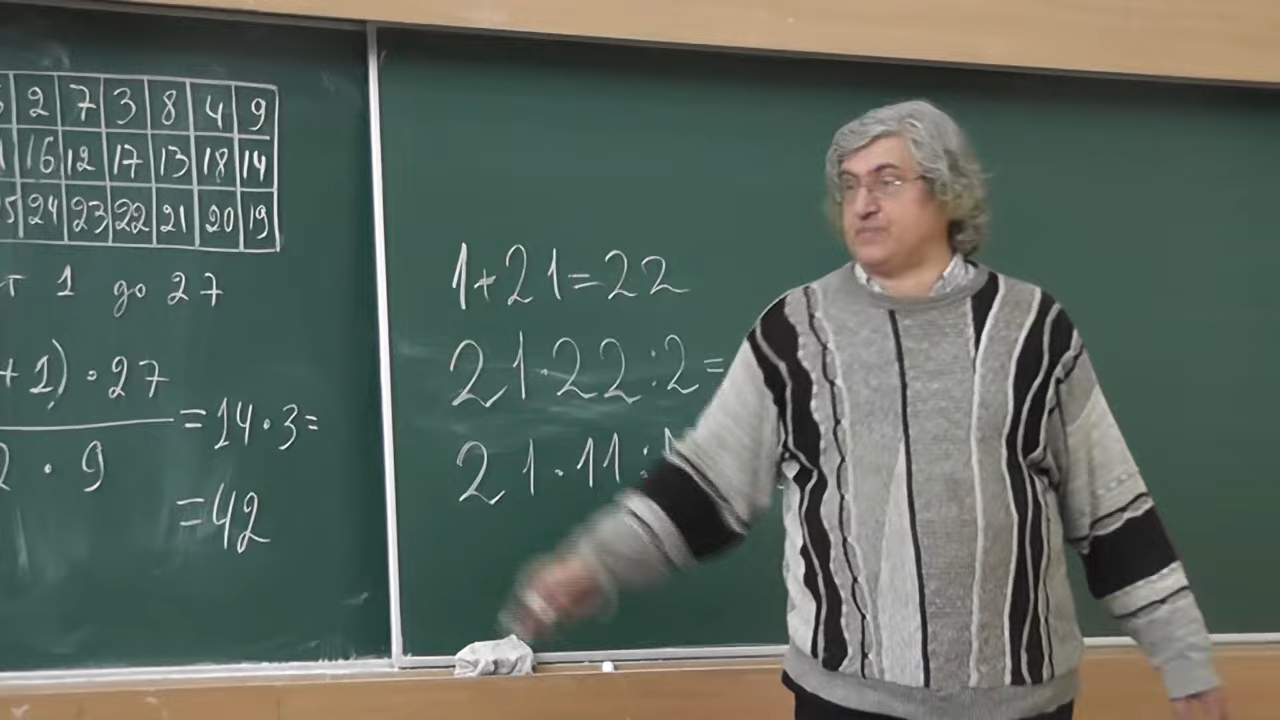 2 7 3 8 4 9
16 12 17 13 18 14
24 23 22 21 20 19
1 до 27
+1) · 27
· 9
=14·3=
=42
1+21=22
21·22:2=
21·11: